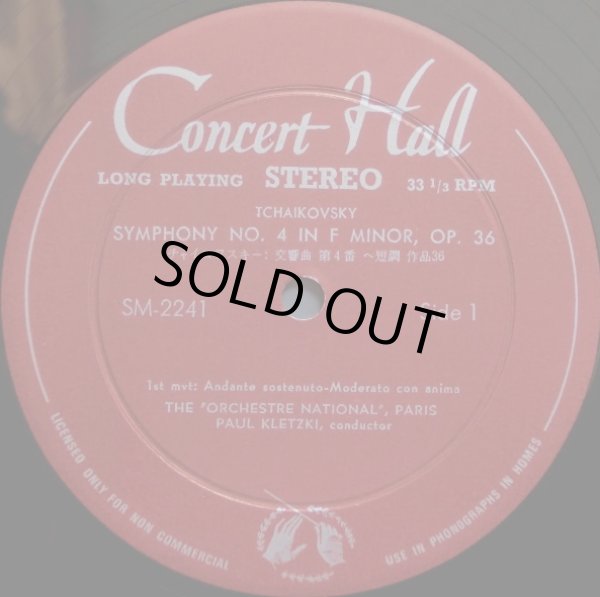 Concert Hall
LONG PLAYING STEREO 33 1/3 RPM
TCHAIKOVSKY
SYMPHONY NO. 4 IN F MINOR, OP. 36
交響曲 第4番 ヘ短調 作品36
SM-2241 Side 1
SOLD OUT
1st mvt: Andante sostenuto-Moderato con anima
THE "ORCHESTRE NATIONAL", PARIS
PAUL KLETZKI, conductor
LICENSED ONLY FOR NON COMMERCIAL
USE IN PHONOGRAPHS IN HOMES